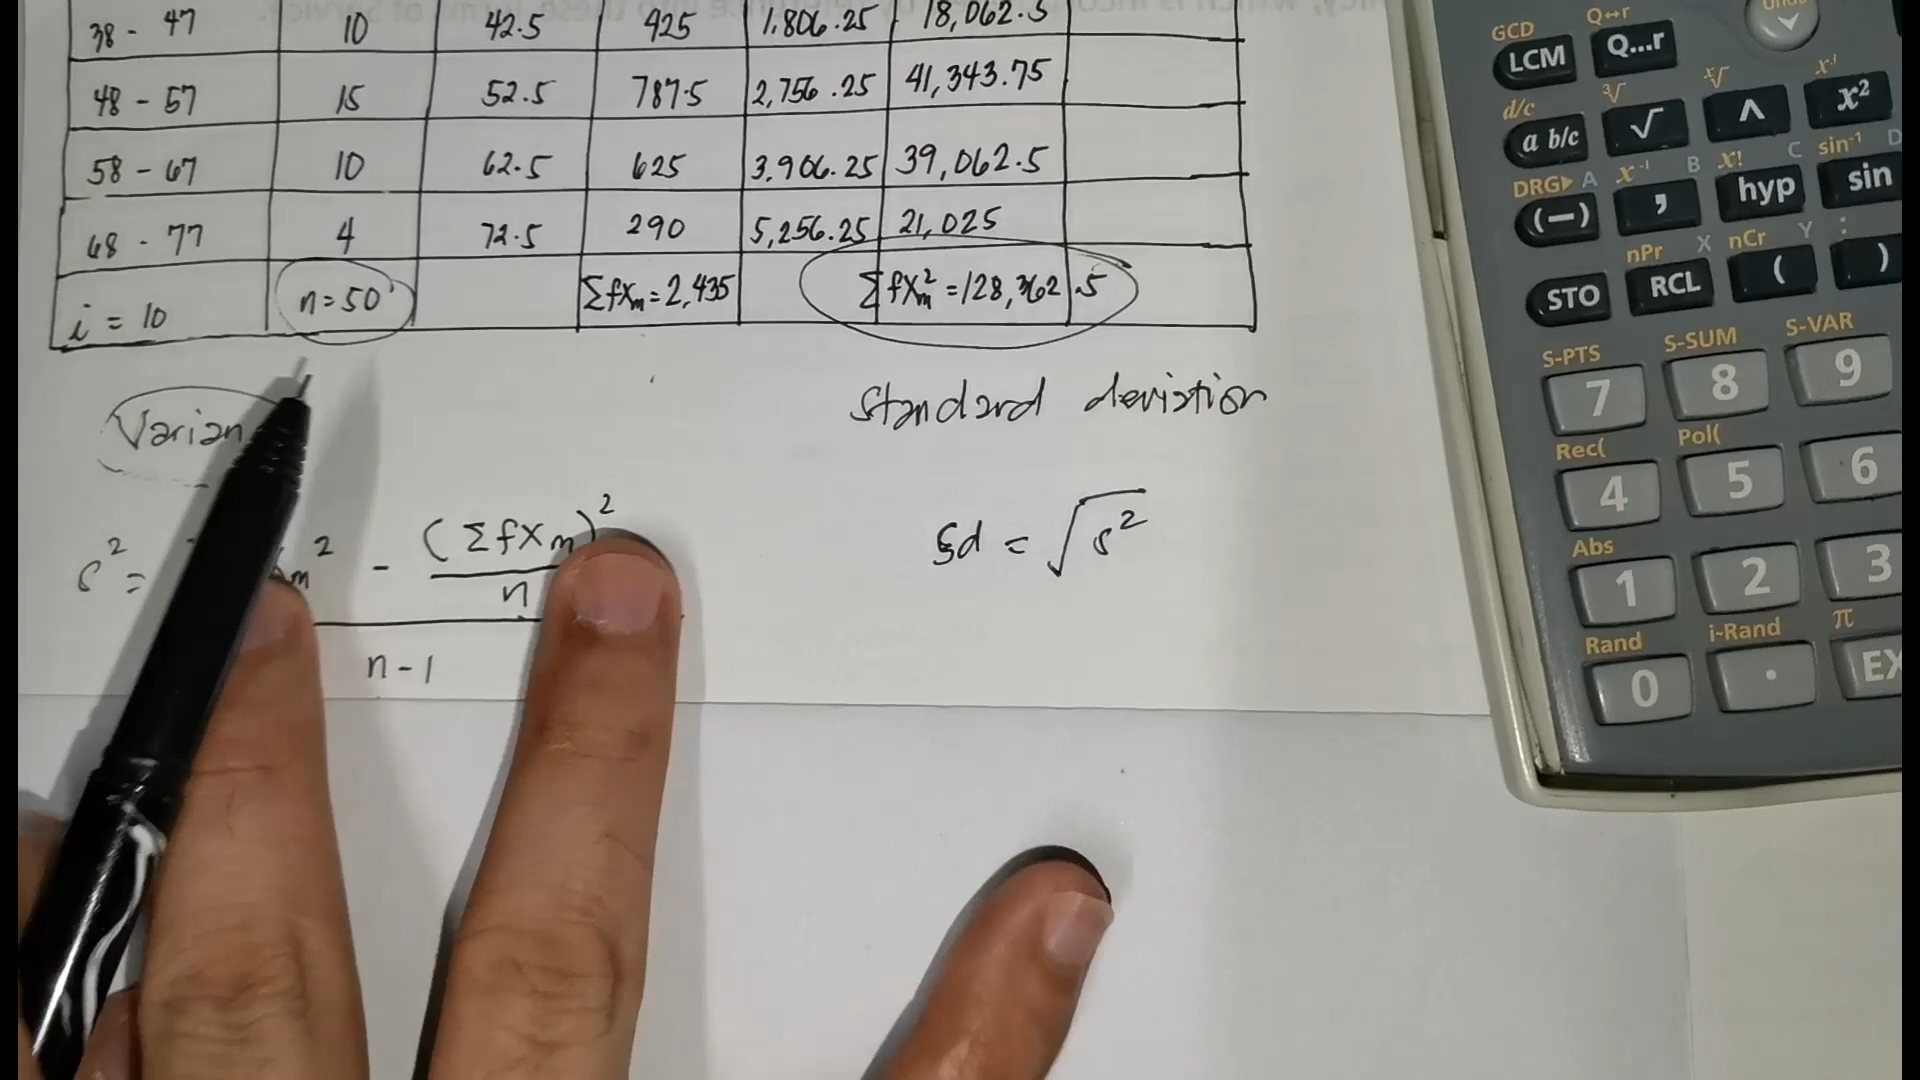 38 - 47 10 42.5 425 1,806.25 18,062.5
48 - 57 15 52.5 787.5 2,756.25 41,343.75
58 - 67 10 62.5 625 3,906.25 39,062.5
68 - 77 4 72.5 290 5,256.25 21,025
i = 10 n = 50 ΣfXm = 2,435 ΣfXm² = 128,362.5
Varian
Standard deviation
s² = m² - (ΣfXm)² / n
n - 1
Sd = √s²
GCD Q↔r
LCM Q...r
d/c ³√ ˣ√ x³
a b/c √ ^ x²
DRG▸ A x⁻¹ B x! C sin⁻¹ D
(−) , hyp sin
nPr X nCr Y :
STO RCL ( )
S-PTS S-SUM S-VAR
7 8 9
Rec( Pol(
4 5 6
Abs
1 2 3
Rand i-Rand π
0 . EX